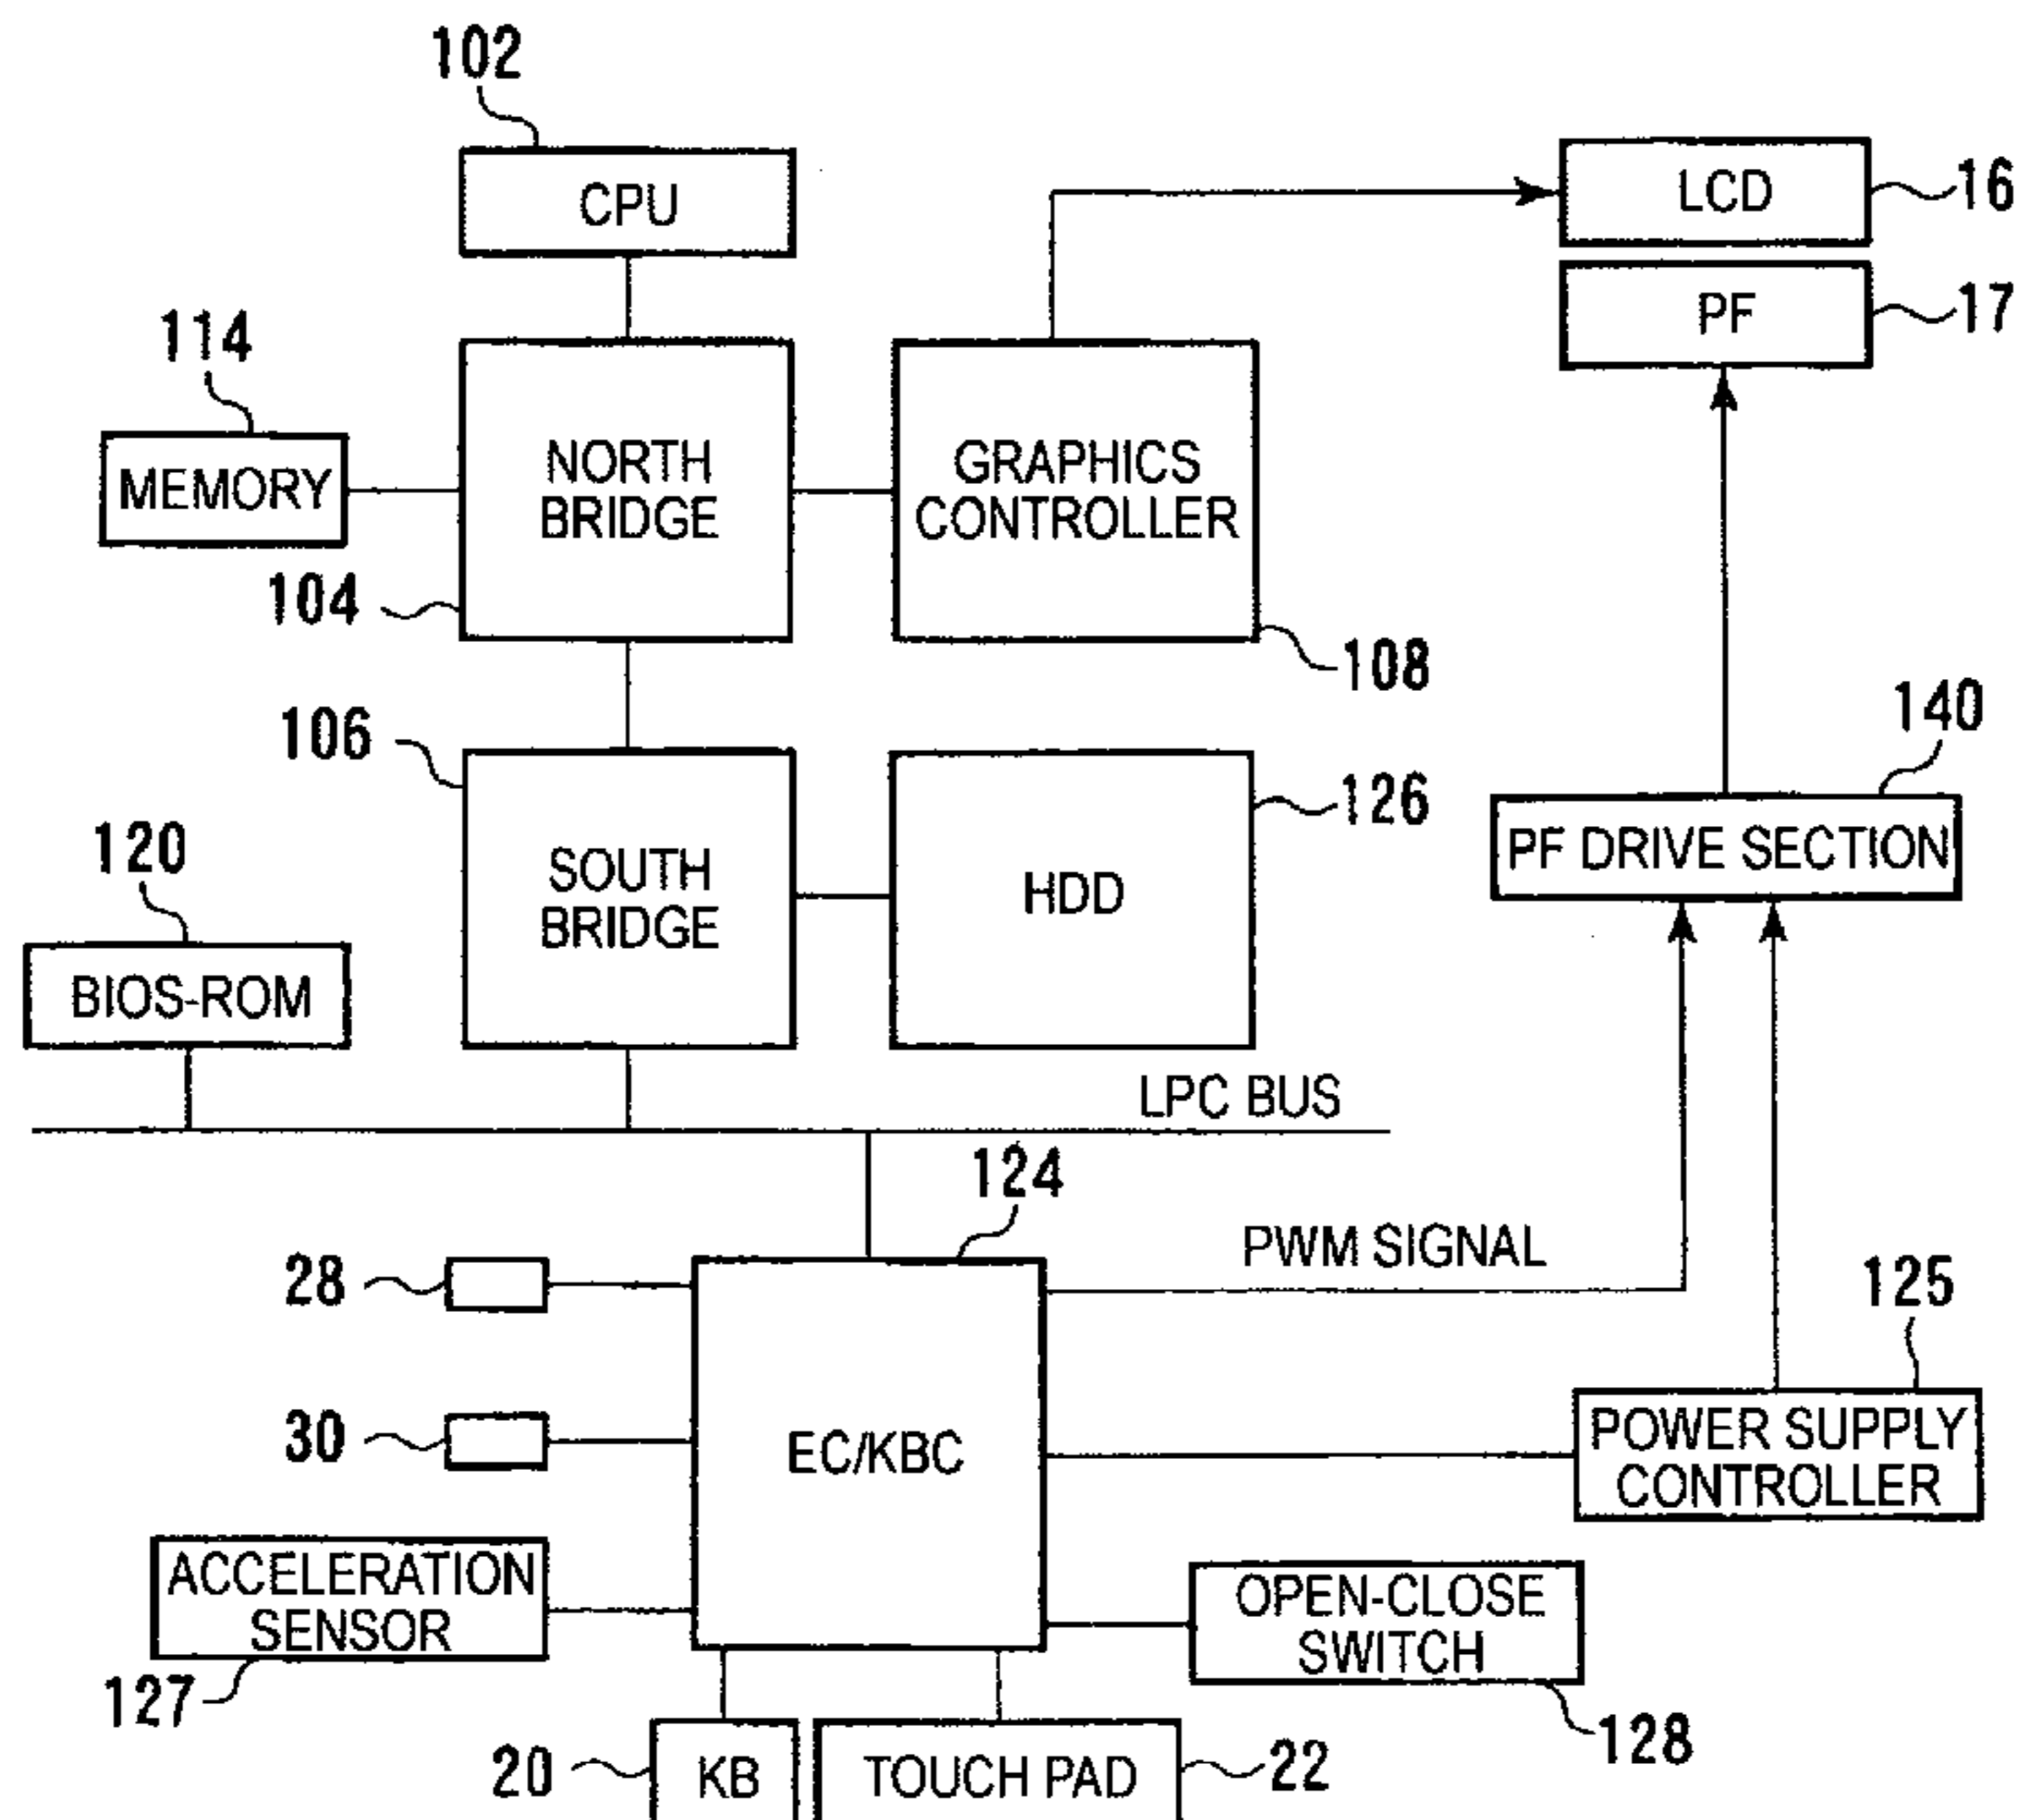 102
CPU
LCD
16
PF
17
114
MEMORY
NORTH
BRIDGE
GRAPHICS
CONTROLLER
104
108
106
SOUTH
BRIDGE
HDD
126
140
PF DRIVE SECTION
120
BIOS-ROM
LPC BUS
124
28
PWM SIGNAL
125
30
EC/KBC
POWER SUPPLY
CONTROLLER
ACCELERATION
SENSOR
127
OPEN-CLOSE
SWITCH
128
20
KB
TOUCH PAD
22